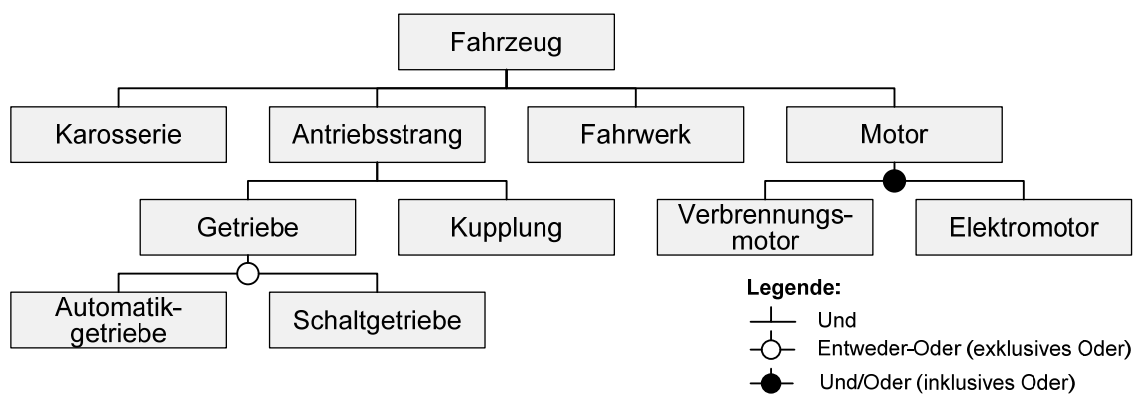 Fahrzeug
Karosserie
Antriebsstrang
Fahrwerk
Motor
Getriebe
Kupplung
Verbrennungs-
motor
Elektromotor
Automatik-
getriebe
Schaltgetriebe
Legende:
Und
Entweder-Oder (exklusives Oder)
Und/Oder (inklusives Oder)